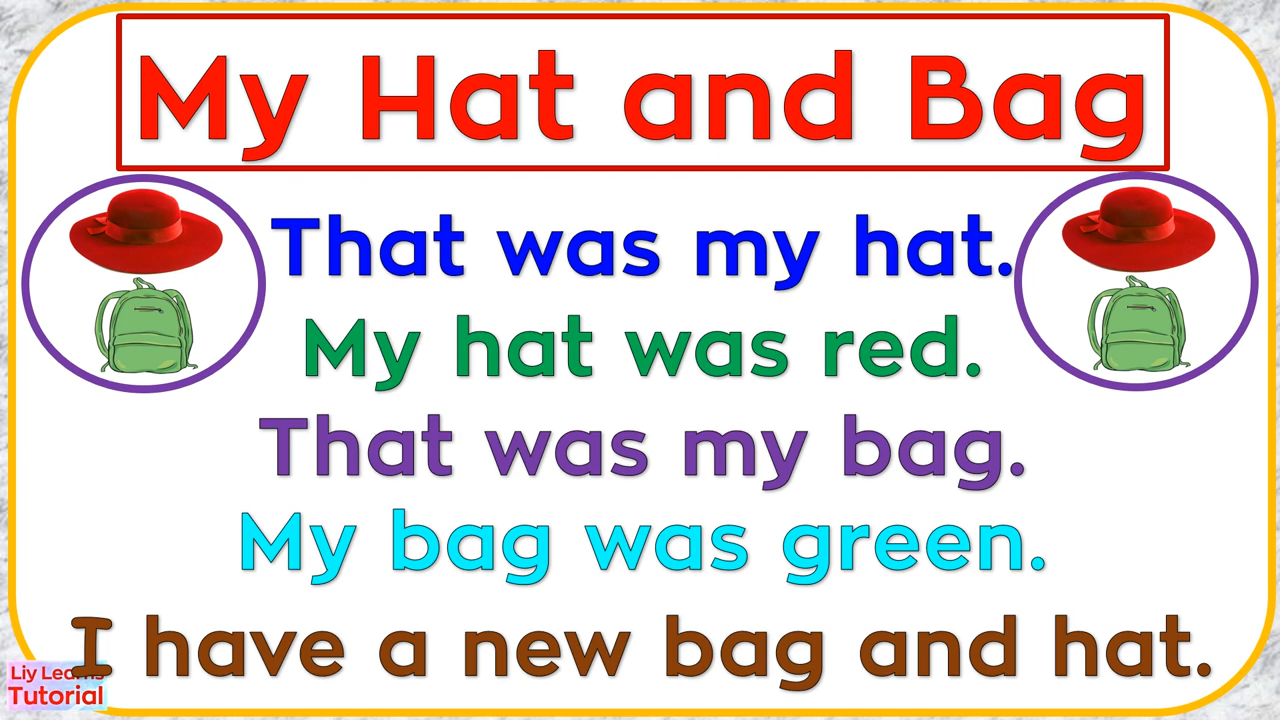 My Hat and Bag
That was my hat.
My hat was red.
That was my bag.
My bag was green.
I have a new bag and hat.
Liy Learns
Tutorial